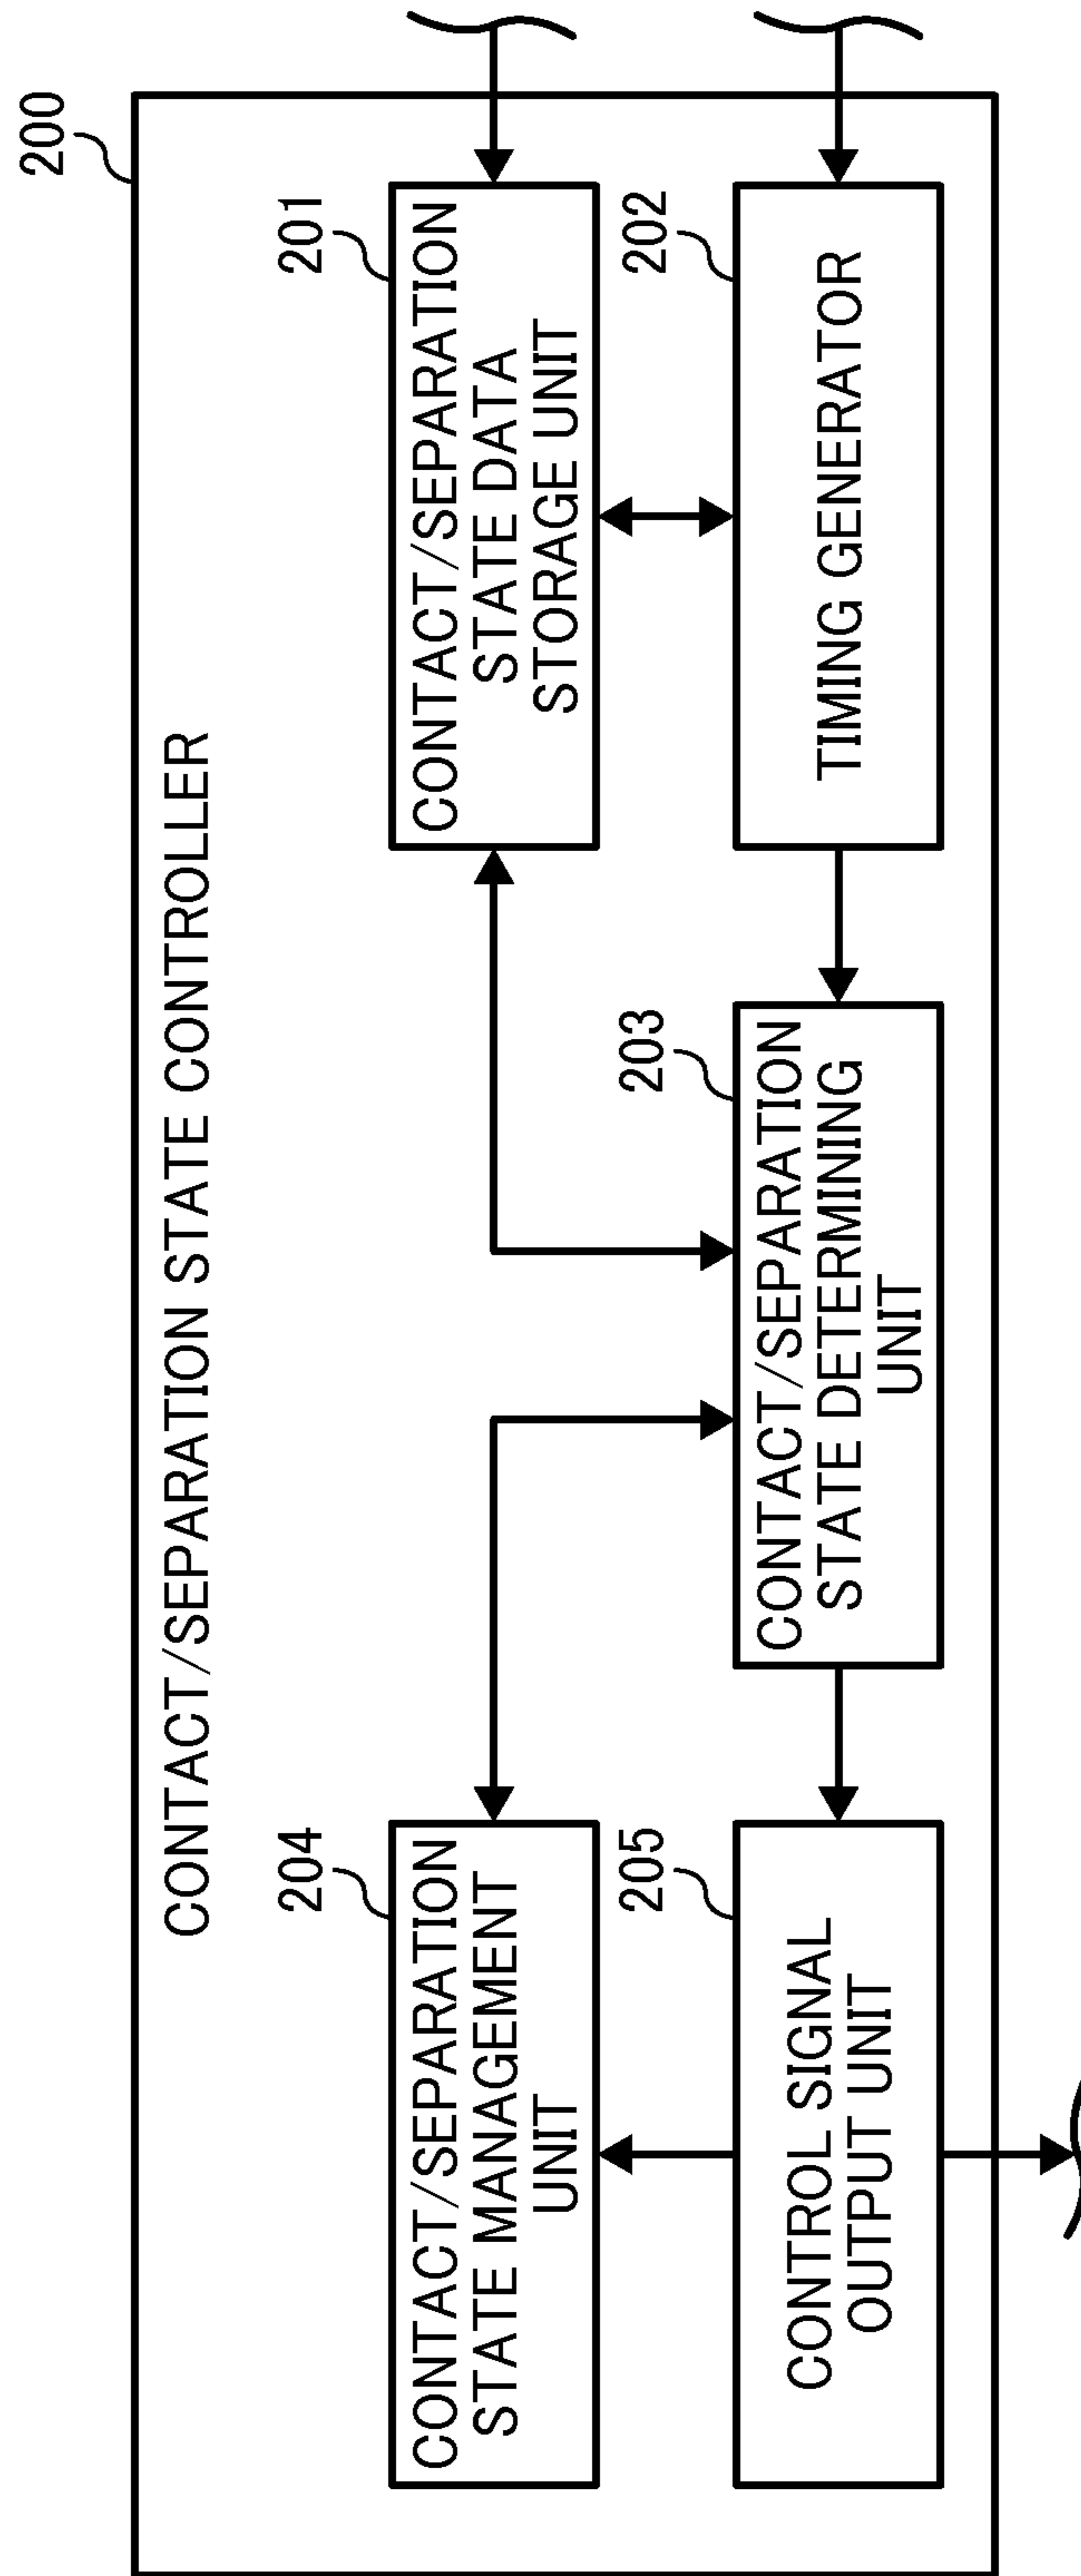 200
CONTACT/SEPARATION STATE CONTROLLER
204
CONTACT/SEPARATION
STATE MANAGEMENT
UNIT
201
CONTACT/SEPARATION
STATE DATA
STORAGE UNIT
205
CONTROL SIGNAL
OUTPUT UNIT
203
CONTACT/SEPARATION
STATE DETERMINING
UNIT
202
TIMING GENERATOR